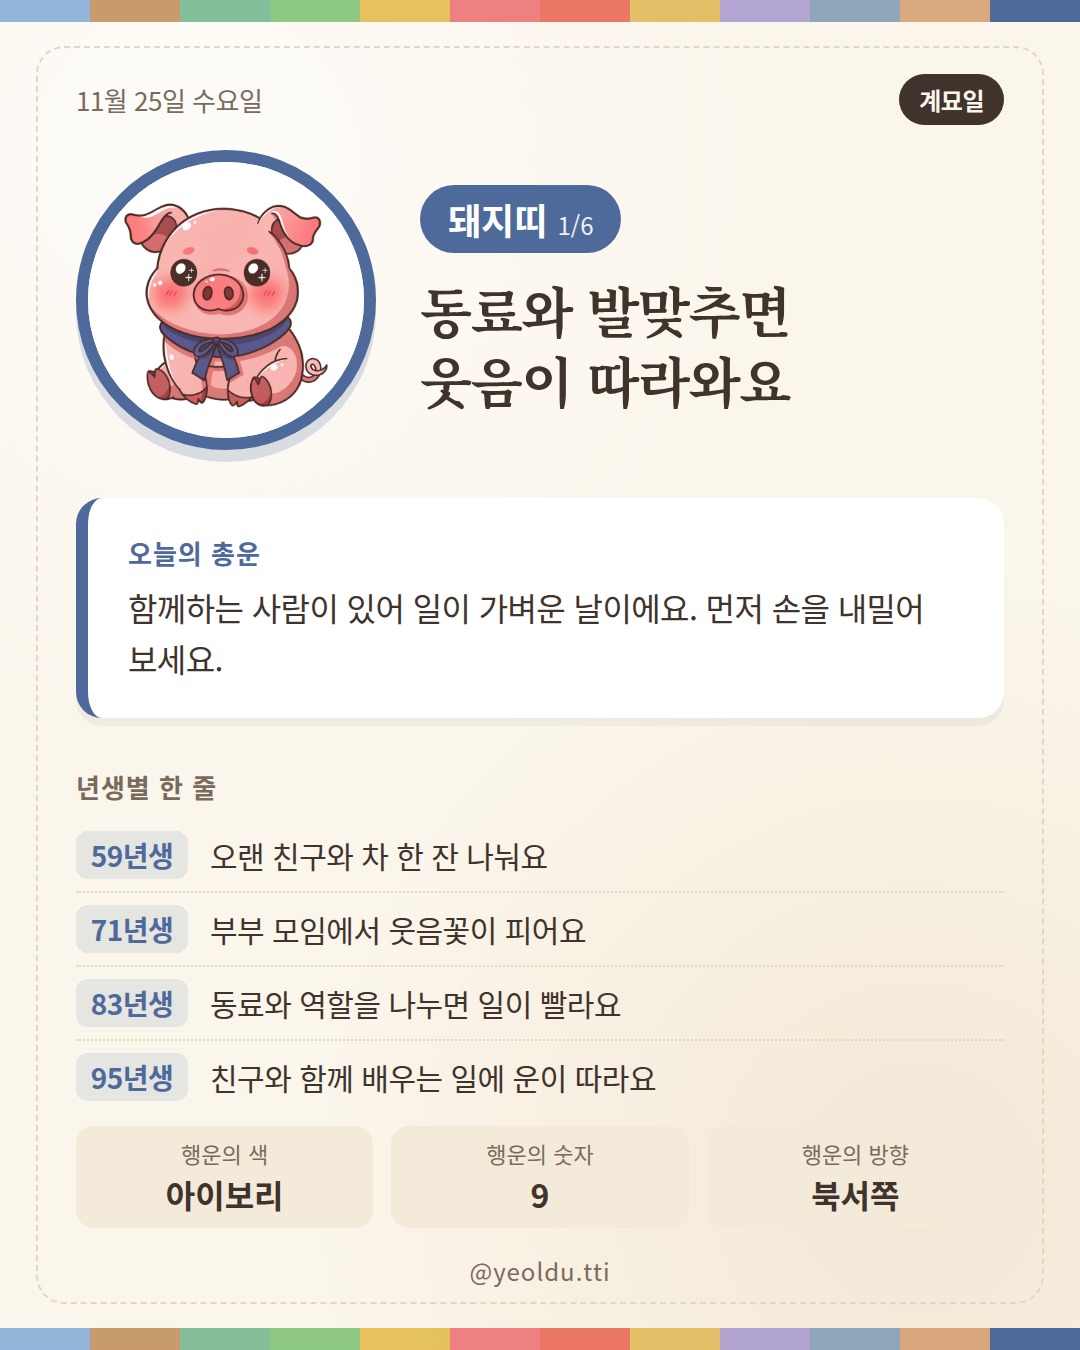 11월 25일 수요일
계묘일
돼지띠 1/6
동료와 발맞추면
웃음이 따라와요
오늘의 총운
함께하는 사람이 있어 일이 가벼운 날이에요. 먼저 손을 내밀어
보세요.
년생별 한 줄
59년생 오랜 친구와 차 한 잔 나눠요
71년생 부부 모임에서 웃음꽃이 피어요
83년생 동료와 역할을 나누면 일이 빨라요
95년생 친구와 함께 배우는 일에 운이 따라요
행운의 색
아이보리
행운의 숫자
9
행운의 방향
북서쪽
@yeoldu.tti